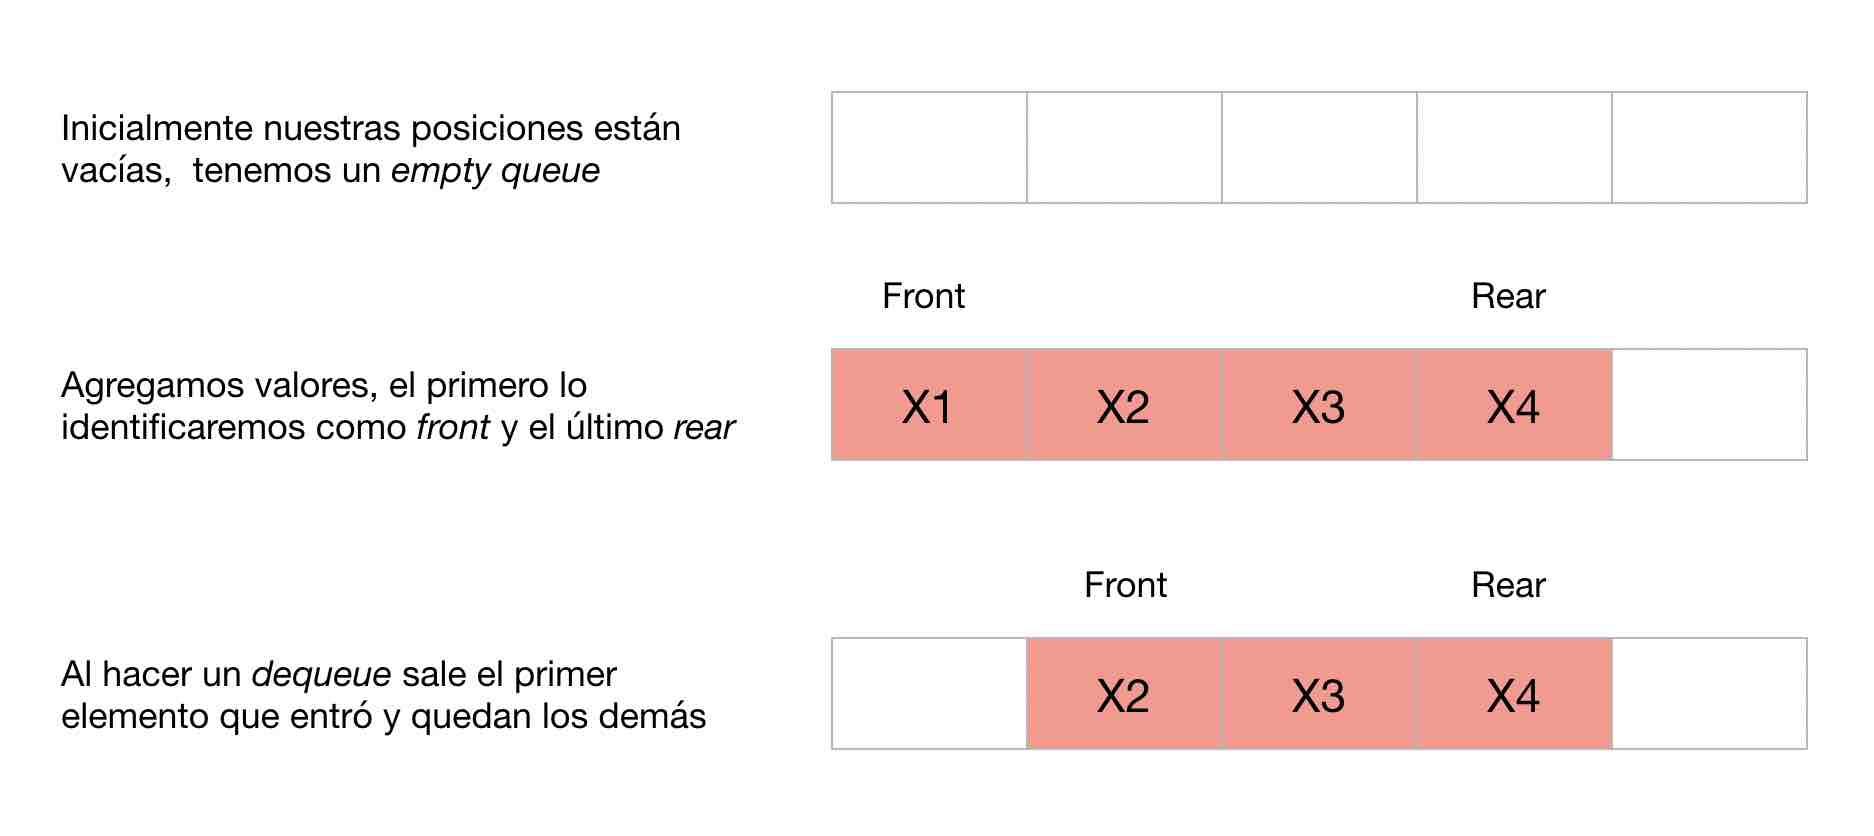 Inicialmente nuestras posiciones están
vacías,  tenemos un empty queue
Front Rear
Agregamos valores, el primero lo
identificaremos como front y el último rear
X1 X2 X3 X4
Front Rear
Al hacer un dequeue sale el primer
elemento que entró y quedan los demás
X2 X3 X4